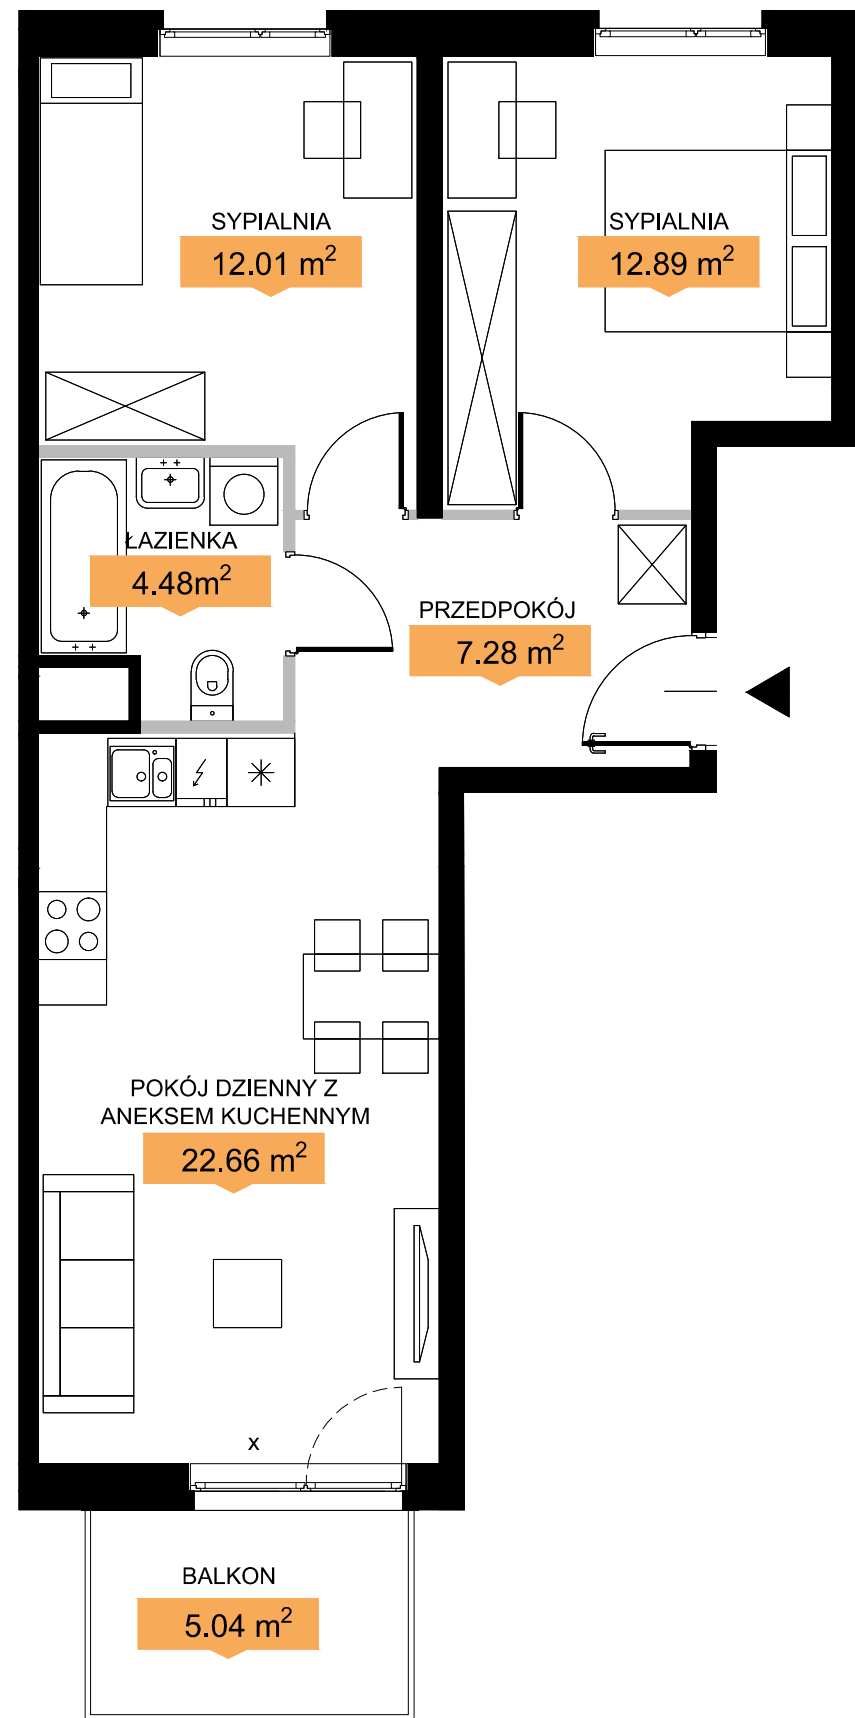 SYPIALNIA
12.01 m²
SYPIALNIA
12.89 m²
ŁAZIENKA
4.48m²
PRZEDPOKÓJ
7.28 m²
POKÓJ DZIENNY Z
ANEKSEM KUCHENNYM
22.66 m²
x
BALKON
5.04 m²